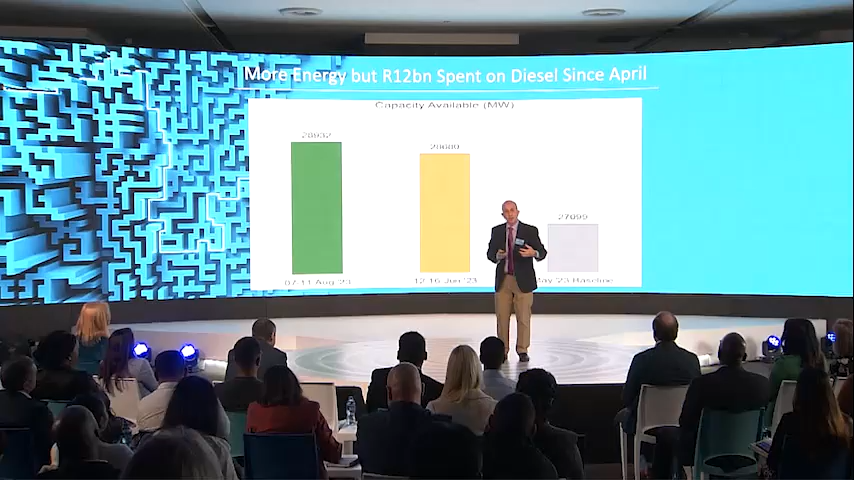 More Energy but R12bn Spent on Diesel Since April
Capacity Available (MW)
28932
28680
27099
07-11 Aug '23
12-16 Jun '23
May '23 Baseline